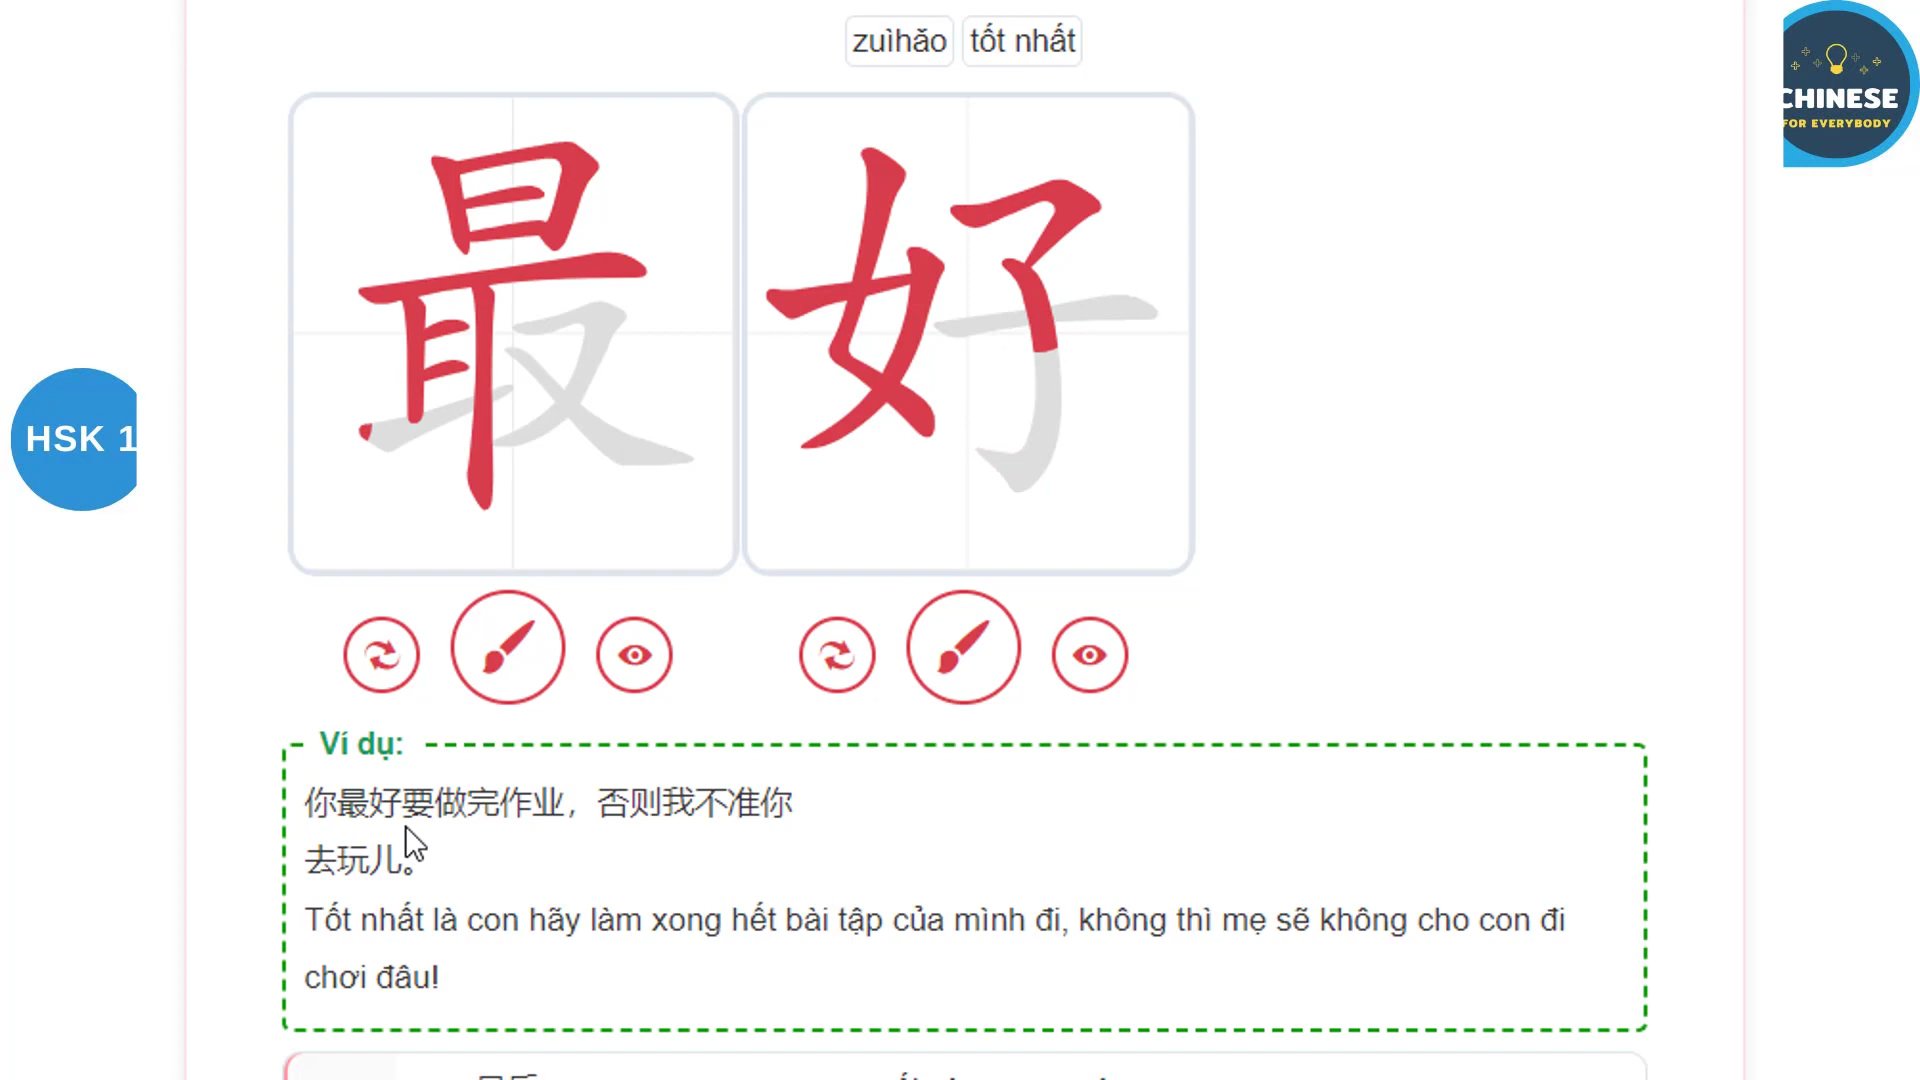 zuìhǎo tốt nhất
CHINESE
FOR EVERYBODY
最好
HSK 1
Ví dụ:
你最好要做完作业，否则我不准你
去玩儿。
Tốt nhất là con hãy làm xong hết bài tập của mình đi, không thì mẹ sẽ không cho con đi
chơi đâu!